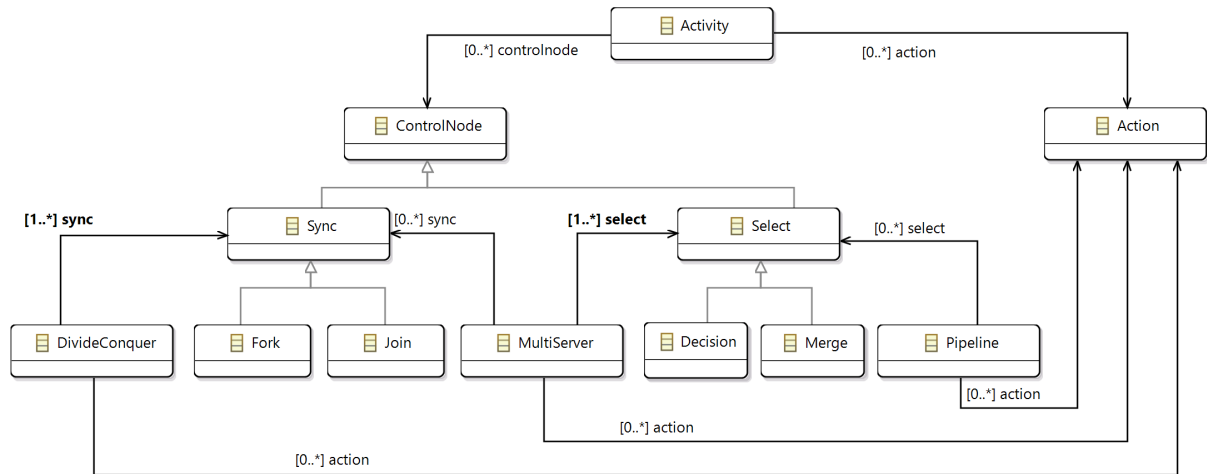 Activity
[0..*] controlnode
[0..*] action
ControlNode
Action
[1..*] sync
Sync
[0..*] sync
[1..*] select
Select
[0..*] select
DivideConquer
Fork
Join
MultiServer
Decision
Merge
Pipeline
[0..*] action
[0..*] action
[0..*] action